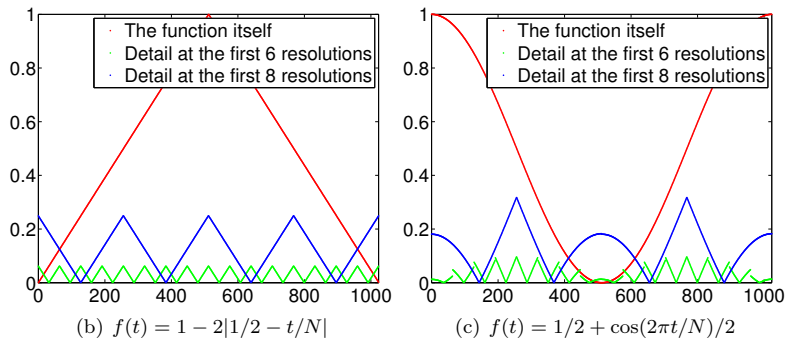 1
The function itself
Detail at the first 6 resolutions
Detail at the first 8 resolutions
0.8
0.6
0.4
0.2
0
0 200 400 600 800 1000
(b) f(t) = 1 − 2|1/2 − t/N|
1
The function itself
Detail at the first 6 resolutions
Detail at the first 8 resolutions
0.8
0.6
0.4
0.2
0
0 200 400 600 800 1000
(c) f(t) = 1/2 + cos(2πt/N)/2